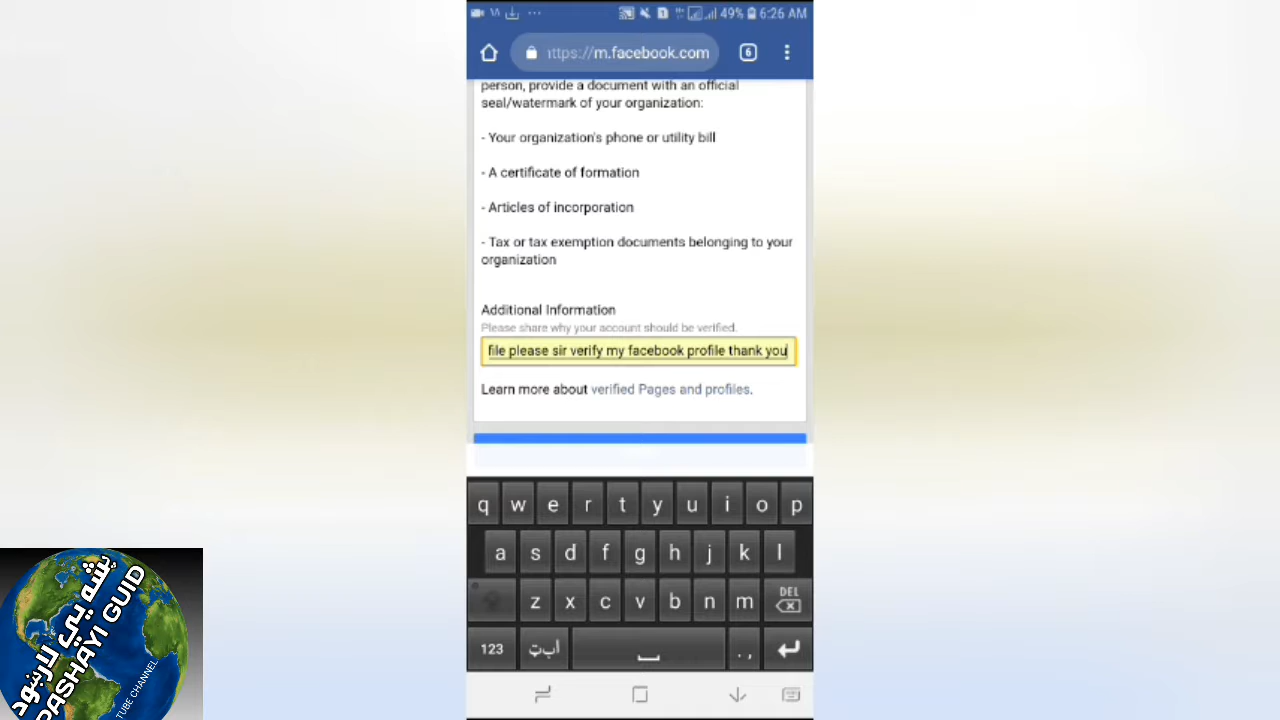 49% 6:26 AM
ttps://m.facebook.com
6
person, provide a document with an official
seal/watermark of your organization:
- Your organization's phone or utility bill
- A certificate of formation
- Articles of incorporation
- Tax or tax exemption documents belonging to your
organization
Additional Information
Please share why your account should be verified.
file please sir verify my facebook profile thank you
Learn more about verified Pages and profiles.
q w e r t y u i o p
a s d f g h j k l
z x c v b n m DEL
123 أ ب ت . ,
پشه یي لارښود
PASHAYI GUID
TUBE CHANNEL